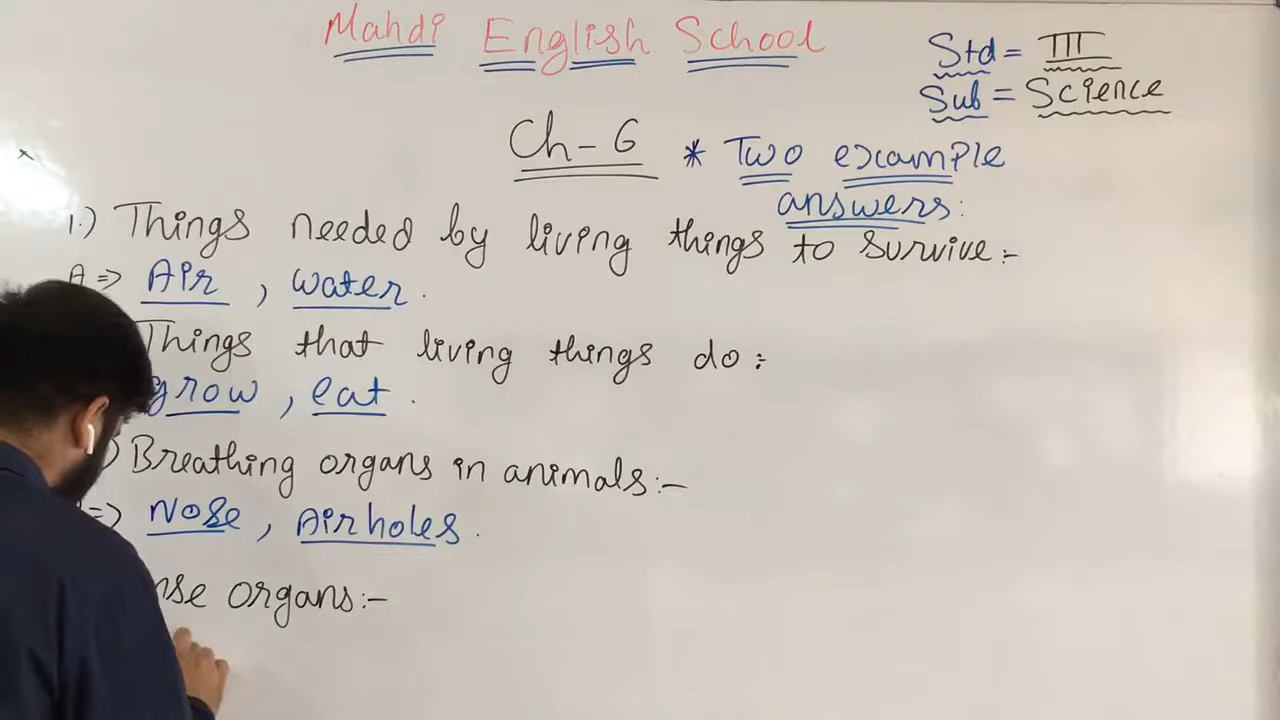 Mahdi English School
Std = III
Sub = Science
Ch-6 * Two example
answers:
1.) Things needed by living things to survive:-
A => Air, water.
Things that living things do:
grow, eat.
) Breathing organs in animals:-
=> Nose, Airholes.
organs:-